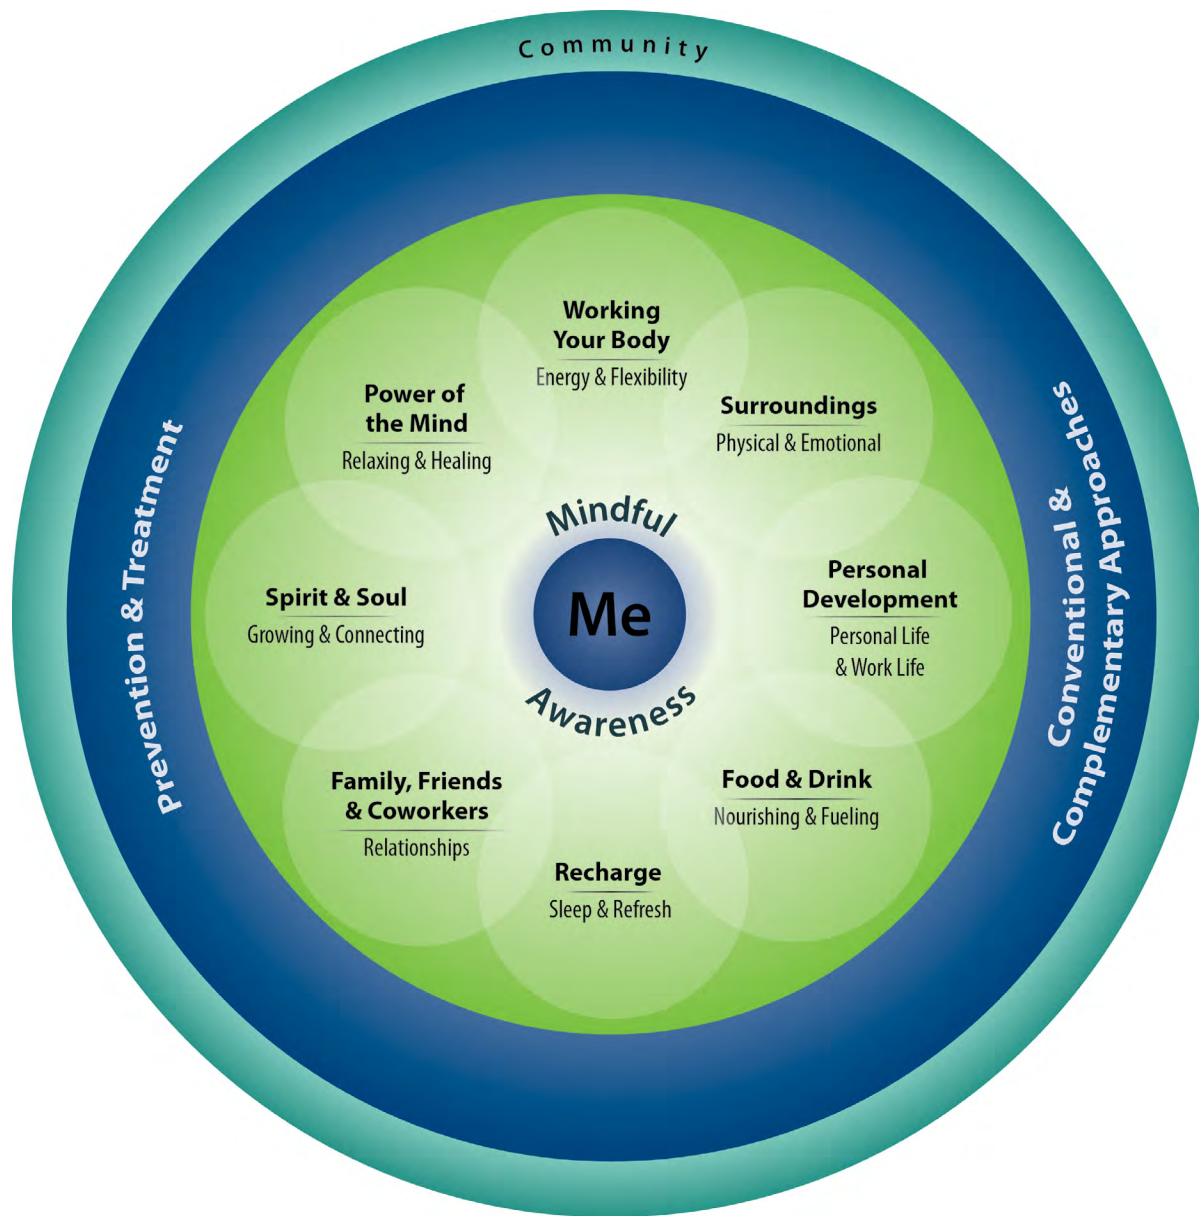 Community
Working
Your Body
Energy & Flexibility
Power of
the Mind
Relaxing & Healing
Surroundings
Physical & Emotional
Prevention & Treatment
Conventional &
Complementary Approaches
Mindful
Me
Awareness
Spirit & Soul
Growing & Connecting
Personal
Development
Personal Life
& Work Life
Family, Friends
& Coworkers
Relationships
Food & Drink
Nourishing & Fueling
Recharge
Sleep & Refresh